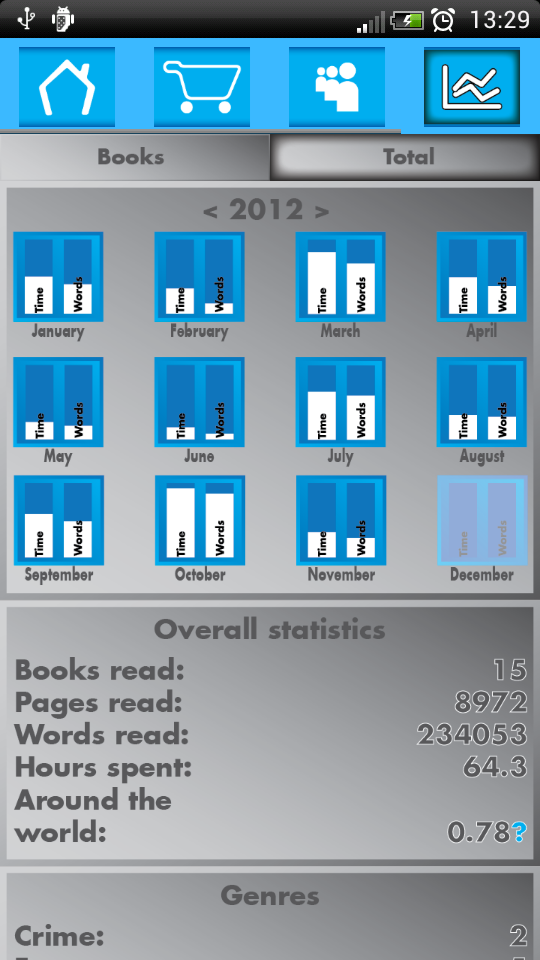 13:29
Books Total
< 2012 >
Time Words Time Words Time Words Time Words
January February March April
Time Words Time Words Time Words Time Words
May June July August
Time Words Time Words Time Words Time Words
September October November December
Overall statistics
Books read: 15
Pages read: 8972
Words read: 234053
Hours spent: 64.3
Around the
world: 0.78?
Genres
Crime: 2